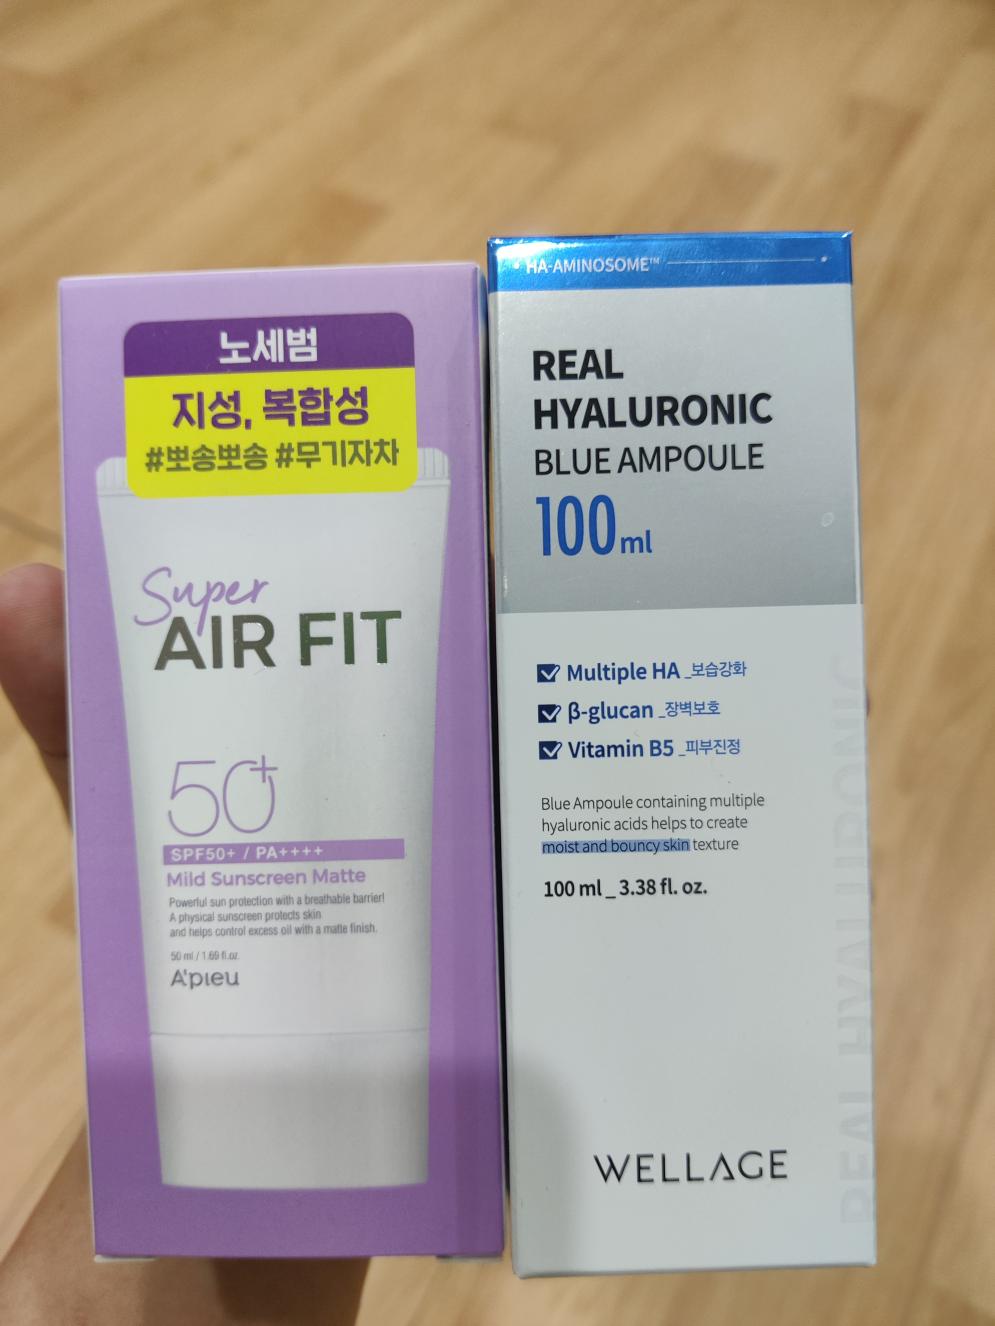 노세범
지성, 복합성
#뽀송뽀송 #무기자차
Super
AIR FIT
50+
SPF50+ / PA++++
Mild Sunscreen Matte
Powerful sun protection with a breathable barrier!
A physical sunscreen protects skin
and helps control excess oil with a matte finish.
50 ml / 1.69 fl.oz.
A'pieu
HA-AMINOSOME™
REAL
HYALURONIC
BLUE AMPOULE
100ml
Multiple HA _보습강화
β-glucan _장벽보호
Vitamin B5 _피부진정
Blue Ampoule containing multiple
hyaluronic acids helps to create
moist and bouncy skin texture
100 ml _ 3.38 fl. oz.
WELLAGE
REAL HYALURONIC